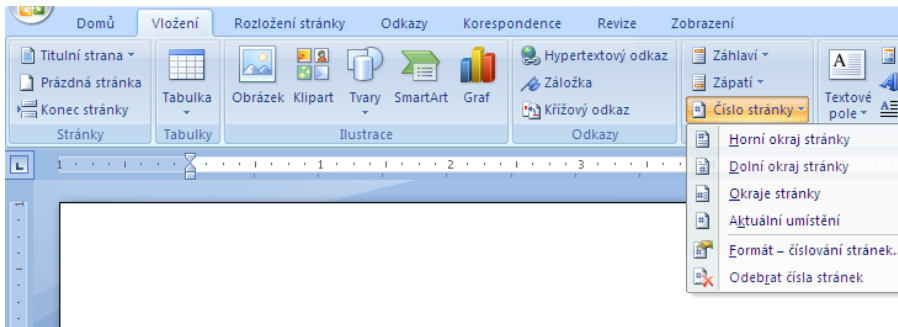 Domů Vložení Rozložení stránky Odkazy Korespondence Revize Zobrazení
Titulní strana
Prázdná stránka
Konec stránky
Stránky
Tabulka
Tabulky
Obrázek Klipart Tvary SmartArt Graf
Ilustrace
Hypertextový odkaz
Záložka
Křížový odkaz
Odkazy
Záhlaví
Zápatí
Číslo stránky
Textové
pole
Horní okraj stránky
Dolní okraj stránky
Okraje stránky
Aktuální umístění
Formát – číslování stránek..
Odebrat čísla stránek
L 1 1 2 3
1